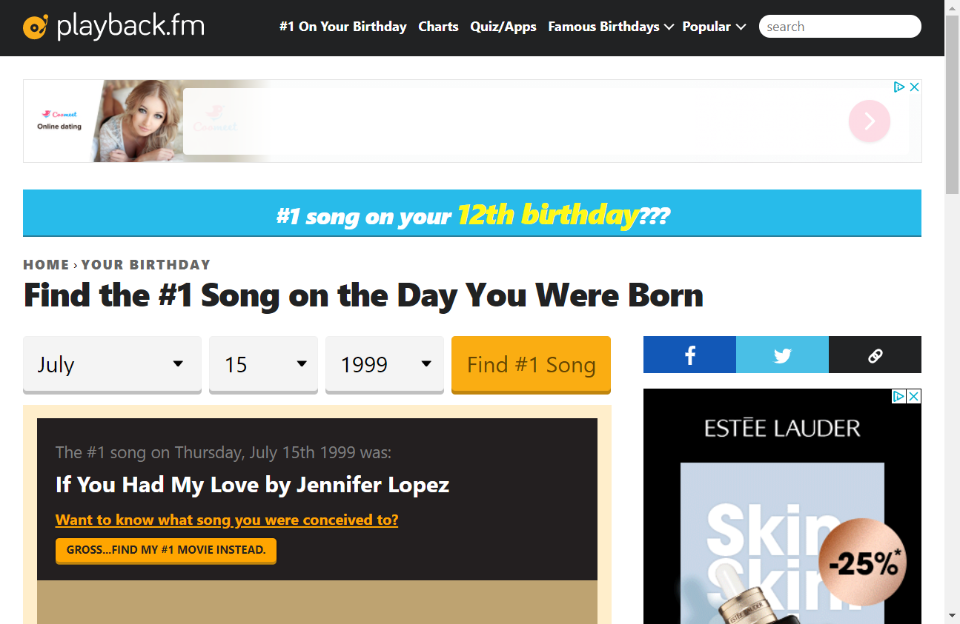 playback.fm
#1 On Your Birthday Charts Quiz/Apps Famous Birthdays Popular search
Online dating
#1 song on your 12th birthday???
HOME › YOUR BIRTHDAY
Find the #1 Song on the Day You Were Born
July 15 1999 Find #1 Song
The #1 song on Thursday, July 15th 1999 was:
If You Had My Love by Jennifer Lopez
Want to know what song you were conceived to?
GROSS...FIND MY #1 MOVIE INSTEAD.
ESTĒE LAUDER
Skin
Skin
-25%*